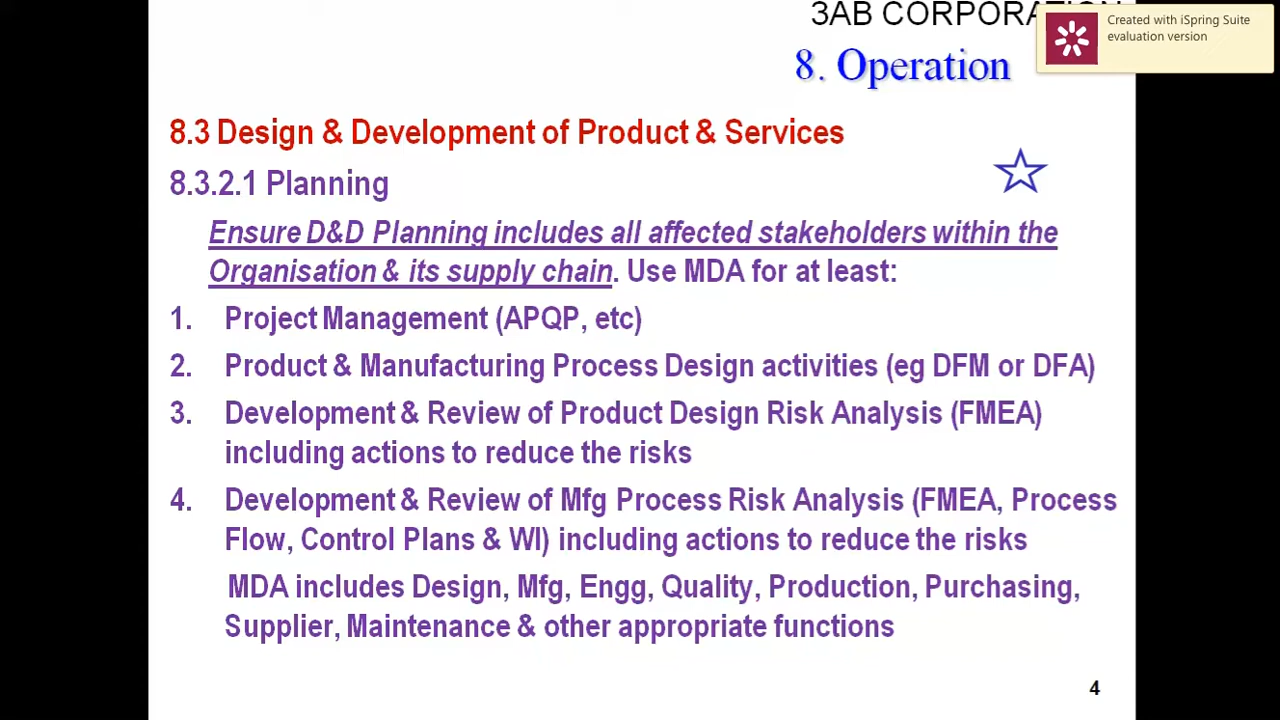 3AB CORPORATION
Created with iSpring Suite
evaluation version
8. Operation
8.3 Design & Development of Product & Services
8.3.2.1 Planning
Ensure D&D Planning includes all affected stakeholders within the
Organisation & its supply chain. Use MDA for at least:
1. Project Management (APQP, etc)
2. Product & Manufacturing Process Design activities (eg DFM or DFA)
3. Development & Review of Product Design Risk Analysis (FMEA)
including actions to reduce the risks
4. Development & Review of Mfg Process Risk Analysis (FMEA, Process
Flow, Control Plans & WI) including actions to reduce the risks
MDA includes Design, Mfg, Engg, Quality, Production, Purchasing,
Supplier, Maintenance & other appropriate functions
4